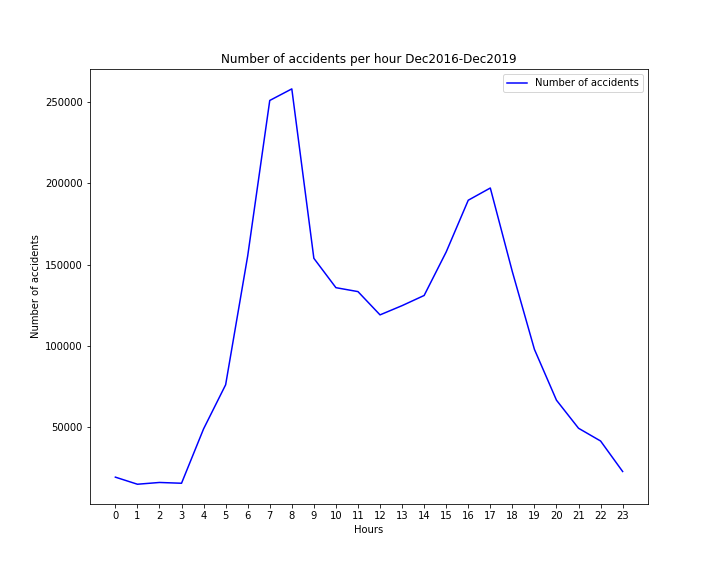 Number of accidents per hour Dec2016-Dec2019
Number of accidents
250000
200000
150000
100000
50000
Number of accidents
0 1 2 3 4 5 6 7 8 9 10 11 12 13 14 15 16 17 18 19 20 21 22 23
Hours